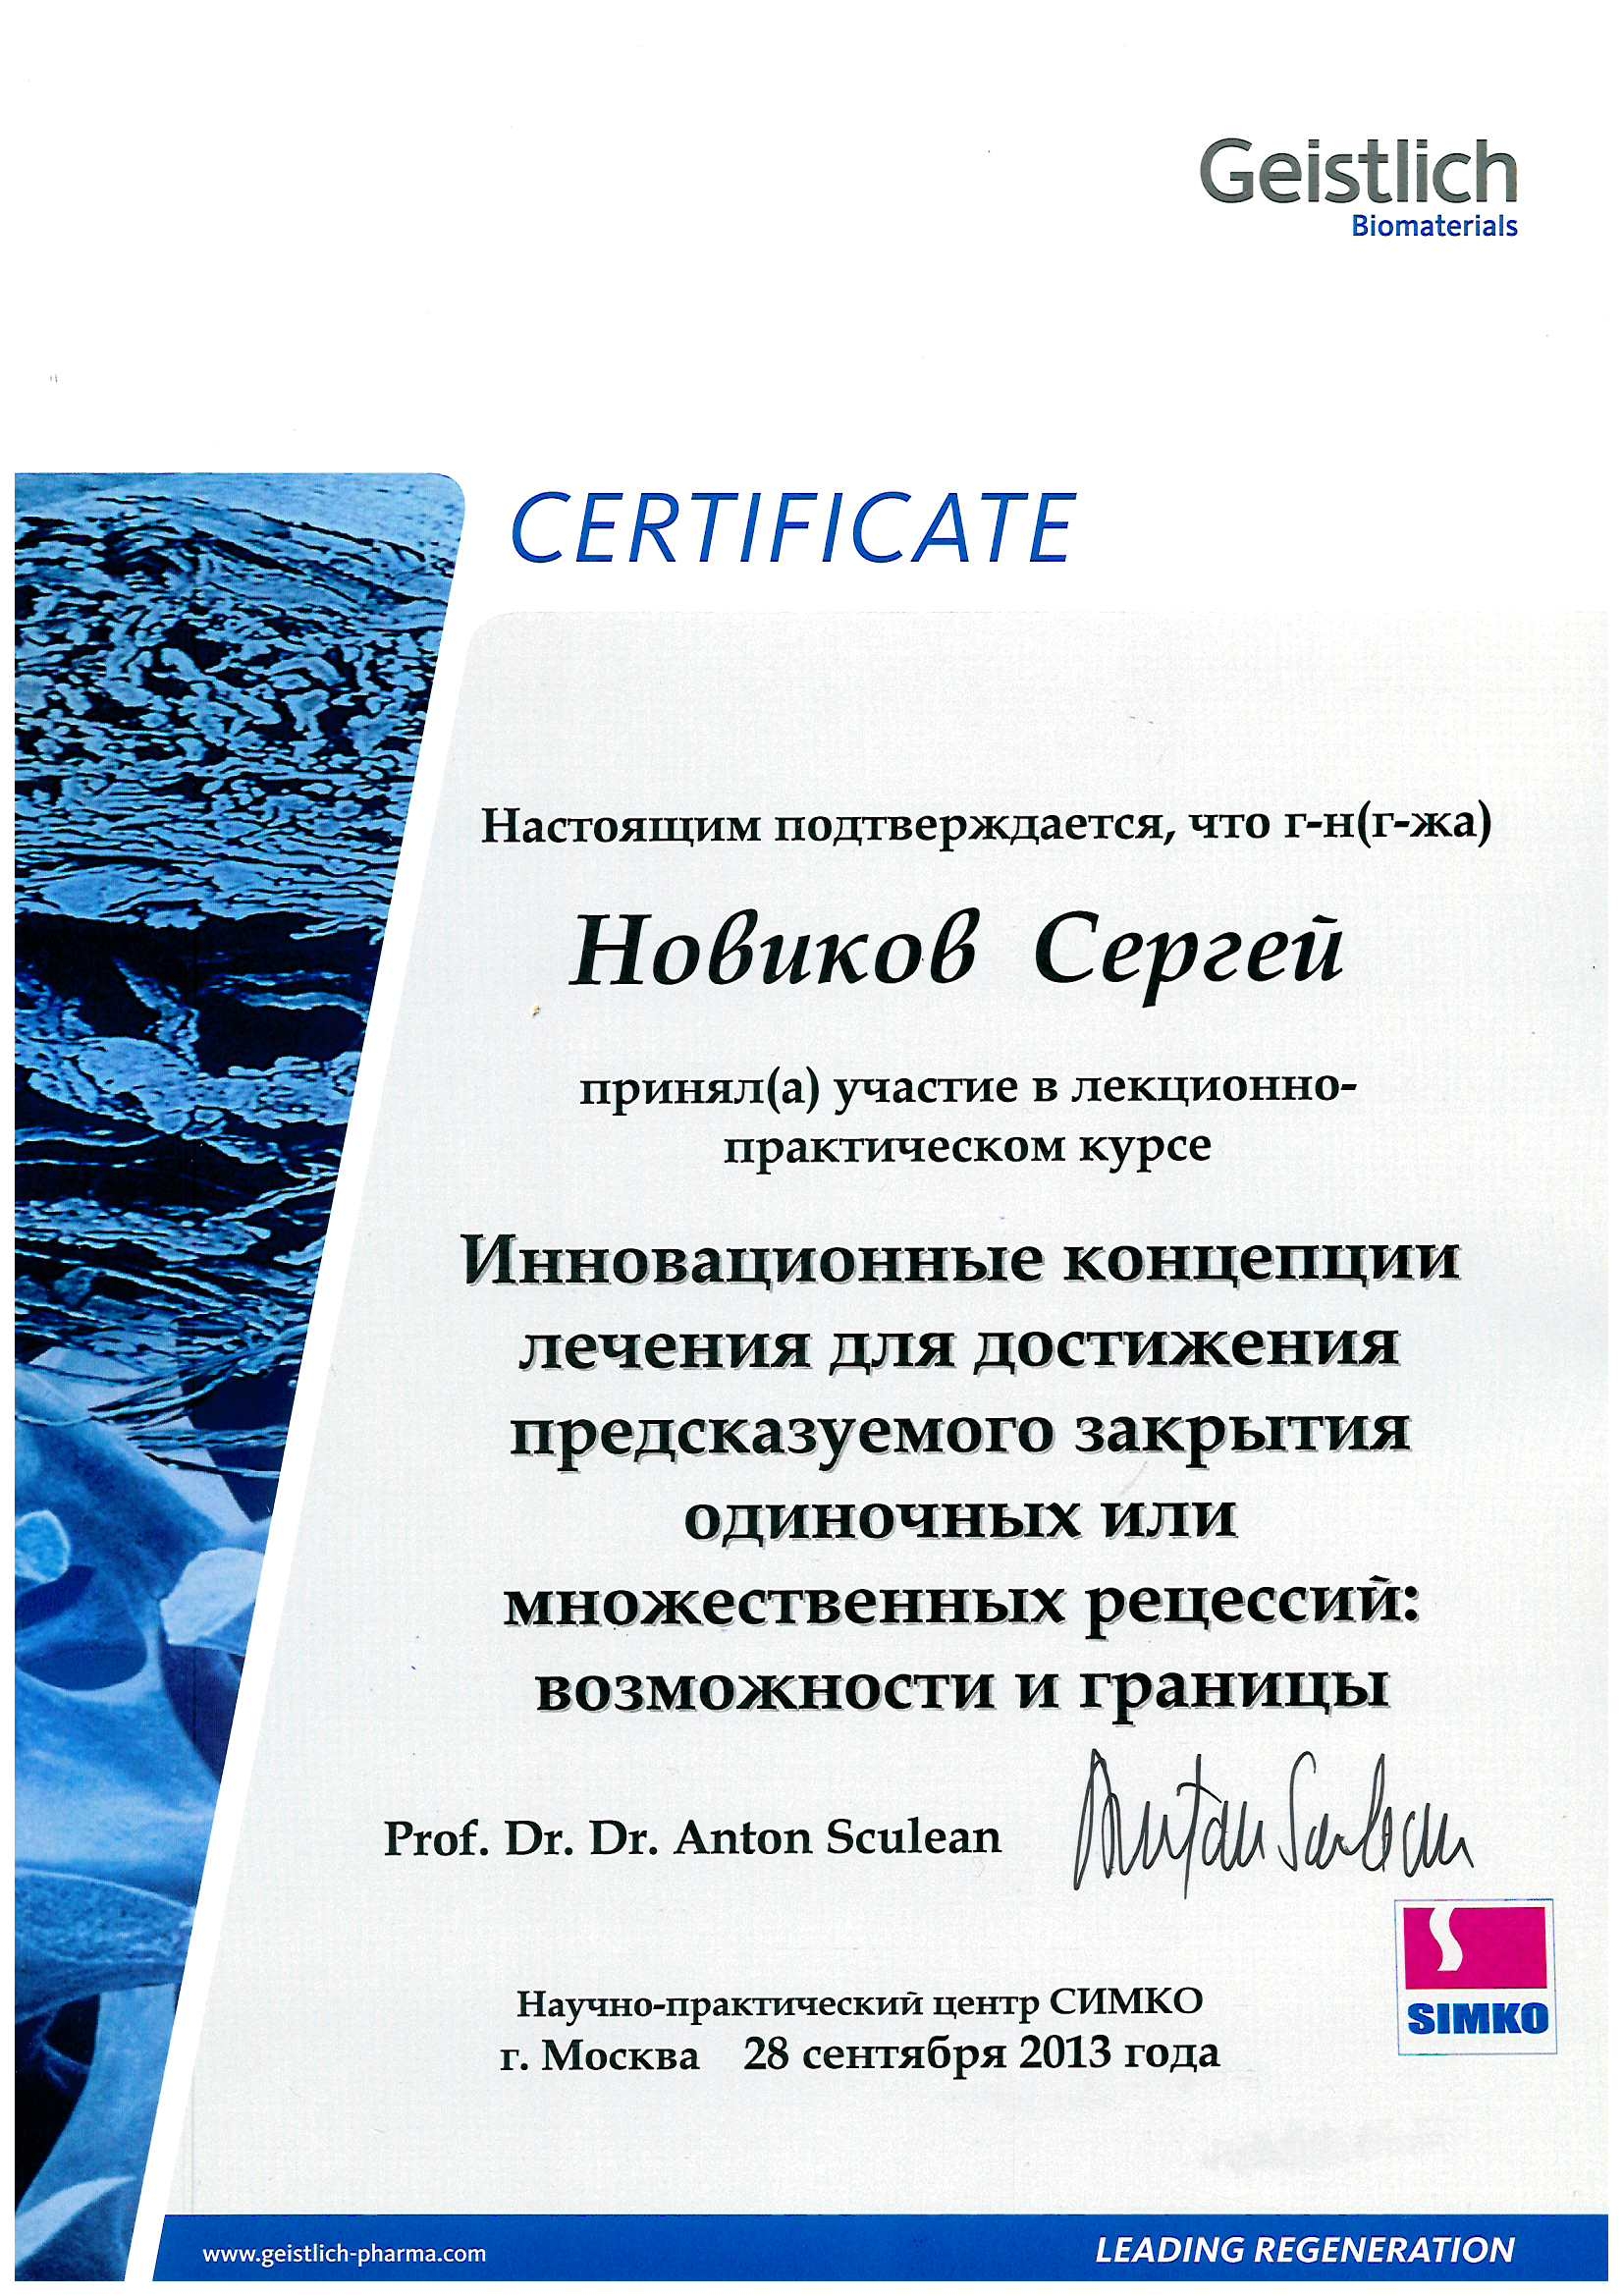 Geistlich
Biomaterials
CERTIFICATE
Настоящим подтверждается, что г-н(г-жа)
Новиков Сергей
принял(а) участие в лекционно-
практическом курсе
Инновационные концепции
лечения для достижения
предсказуемого закрытия
одиночных или
множественных рецессий:
возможности и границы
Prof. Dr. Dr. Anton Sculean
Anton Sculean
SIMKO
Научно-практический центр СИМКО
г. Москва 28 сентября 2013 года
www.geistlich-pharma.com
LEADING REGENERATION